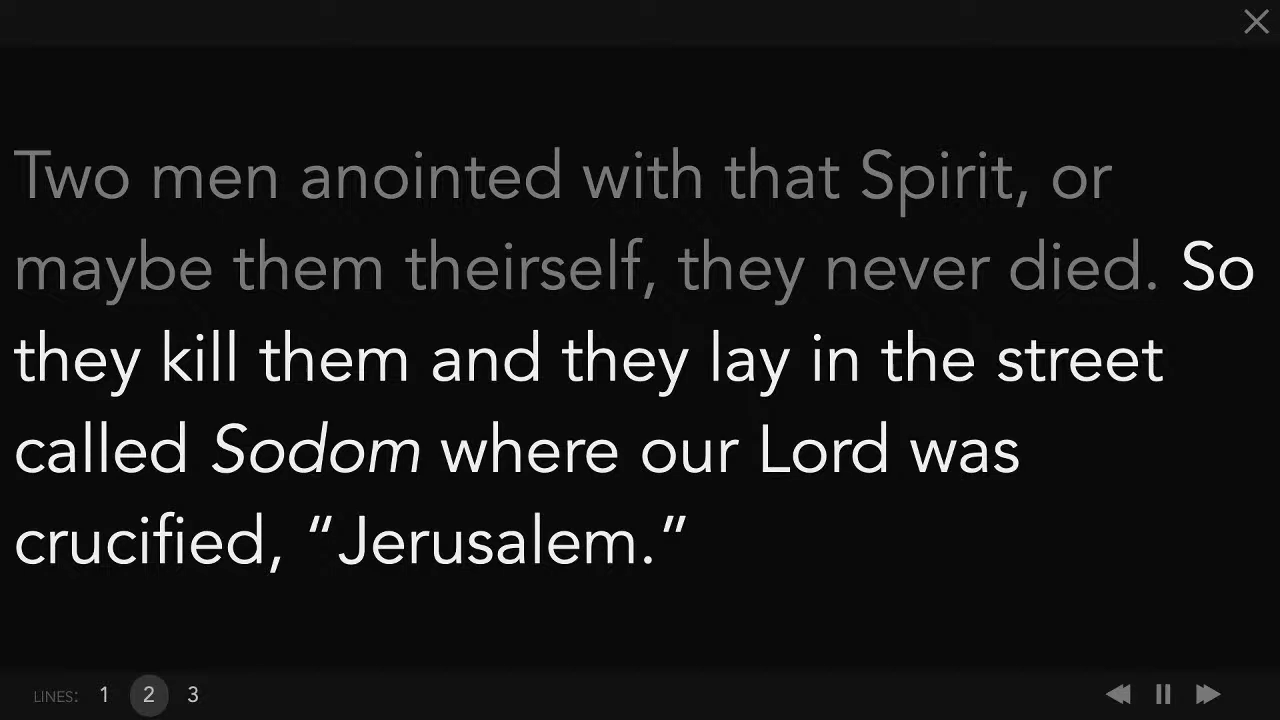 Two men anointed with that Spirit, or
maybe them theirself, they never died. So
they kill them and they lay in the street
called Sodom where our Lord was
crucified, “Jerusalem.”
LINES: 1 2 3